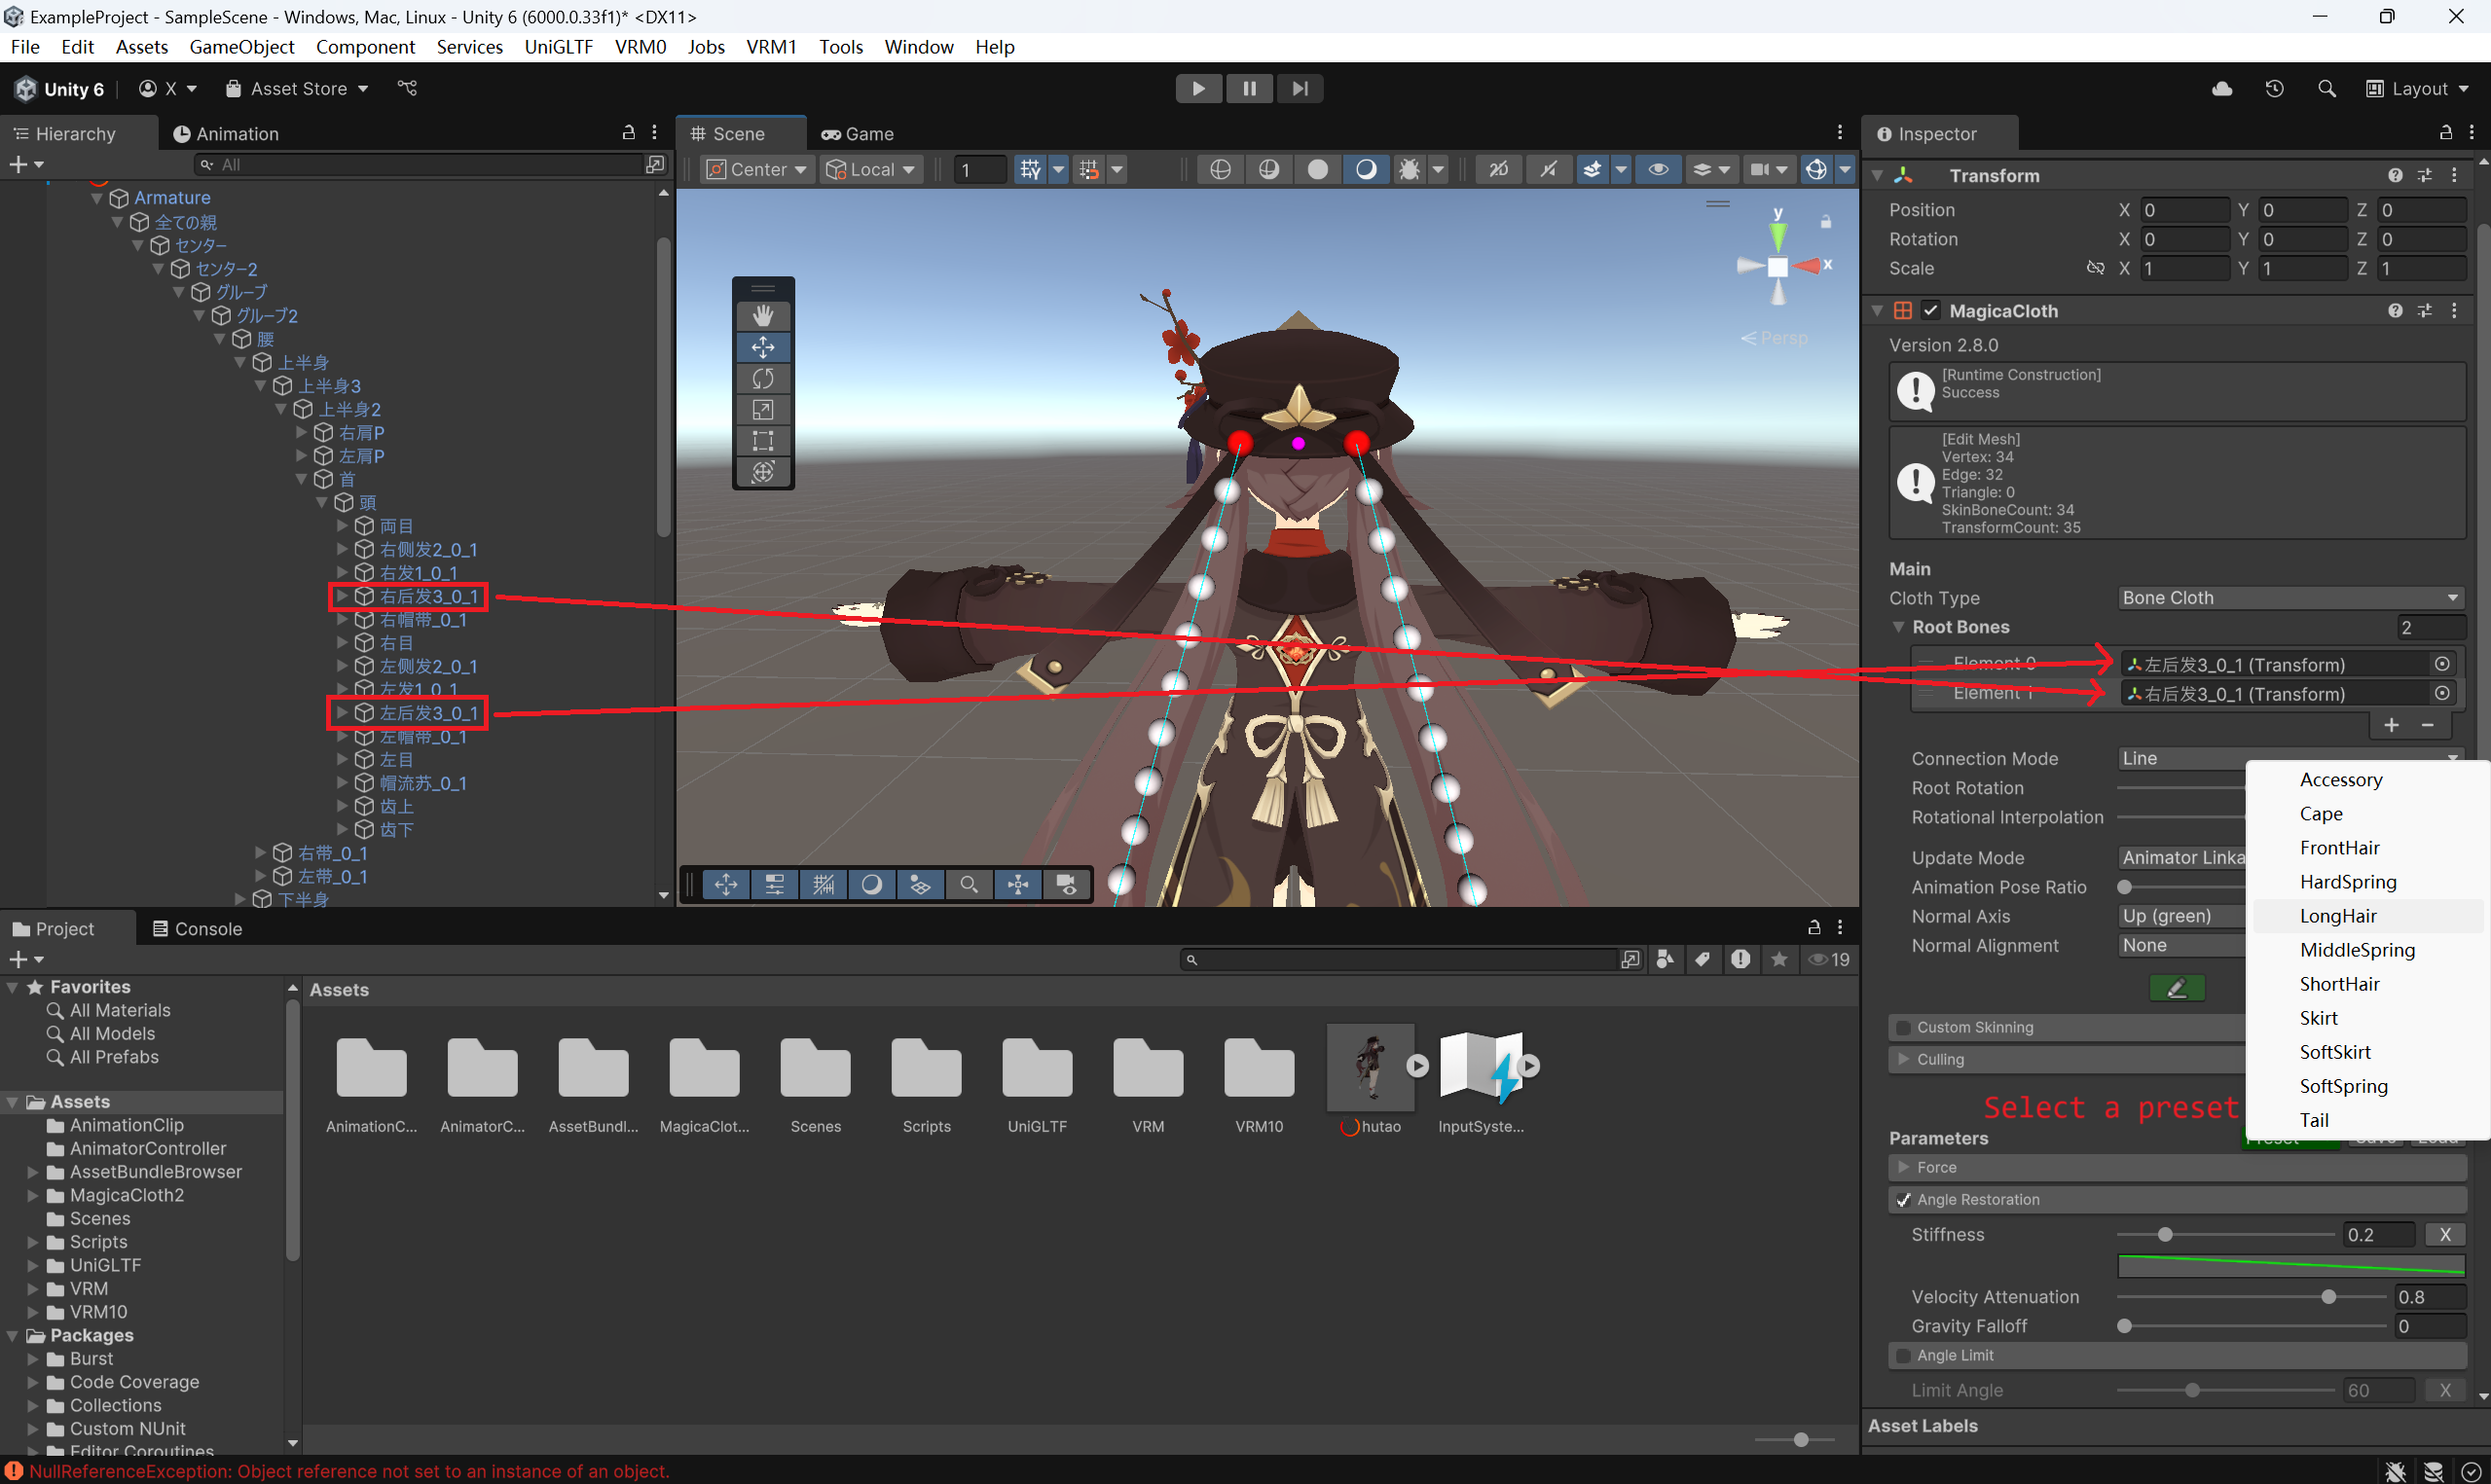 ExampleProject - SampleScene - Windows, Mac, Linux - Unity 6 (6000.0.33f1)* <DX11>
File Edit Assets GameObject Component Services UniGLTF VRM0 Jobs VRM1 Tools Window Help
Unity 6 X Asset Store Layout
Hierarchy Animation
All
Armature
全ての親
センター
センター2
グルーブ
グルーブ2
腰
上半身
上半身3
上半身2
右肩P
左肩P
首
頭
両目
右侧发2_0_1
右发1_0_1
右后发3_0_1
右帽带_0_1
右目
左侧发2_0_1
左发1_0_1
左后发3_0_1
左帽带_0_1
左目
帽流苏_0_1
齿上
齿下
右带_0_1
左带_0_1
下半身
Scene Game
Center Local 1 2D
y
x
Persp
Inspector
Transform
Position X 0 Y 0 Z 0
Rotation X 0 Y 0 Z 0
Scale X 1 Y 1 Z 1
MagicaCloth
Version 2.8.0
[Runtime Construction]
Success
[Edit Mesh]
Vertex: 34
Edge: 32
Triangle: 0
SkinBoneCount: 34
TransformCount: 35
Main
Cloth Type Bone Cloth
Root Bones 2
Element 0 左后发3_0_1 (Transform)
Element 1 右后发3_0_1 (Transform)
Connection Mode Line
Root Rotation
Rotational Interpolation
Update Mode Animator Linka
Animation Pose Ratio
Normal Axis Up (green)
Normal Alignment None
Custom Skinning
Culling
Accessory
Cape
FrontHair
HardSpring
LongHair
MiddleSpring
ShortHair
Skirt
SoftSkirt
SoftSpring
Tail
Select a preset
Parameters Preset Save Load
Force
Angle Restoration
Stiffness 0.2 X
Velocity Attenuation 0.8
Gravity Falloff 0
Angle Limit
Limit Angle 60 X
Asset Labels
Project Console
19
Favorites
All Materials
All Models
All Prefabs
Assets
AnimationClip
AnimatorController
AssetBundleBrowser
MagicaCloth2
Scenes
Scripts
UniGLTF
VRM
VRM10
Packages
Burst
Code Coverage
Collections
Custom NUnit
Editor Coroutines
Assets
AnimationC... AnimatorC... AssetBundl... MagicaClot... Scenes Scripts UniGLTF VRM VRM10 hutao InputSyste...
NullReferenceException: Object reference not set to an instance of an object.